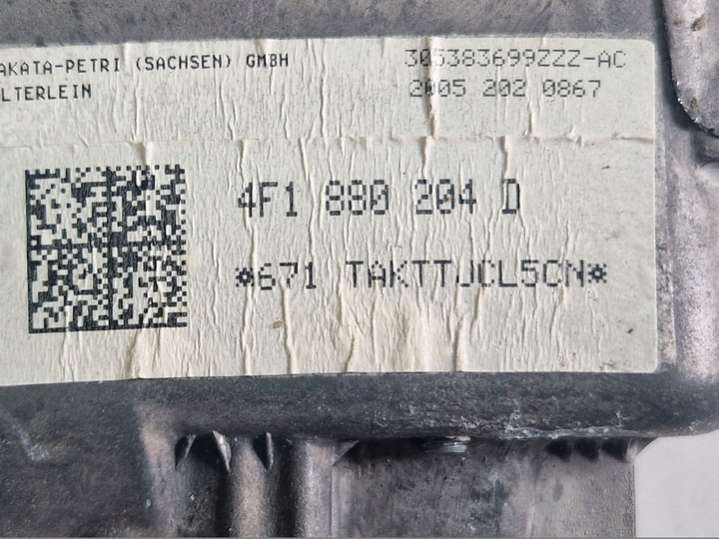 AKATA-PETRI (SACHSEN) GMBH
LTERLEIN
305383699ZZZ-AC
2005 202 0867
4F1 880 204 D
*671 TAKTTJCL5CN*